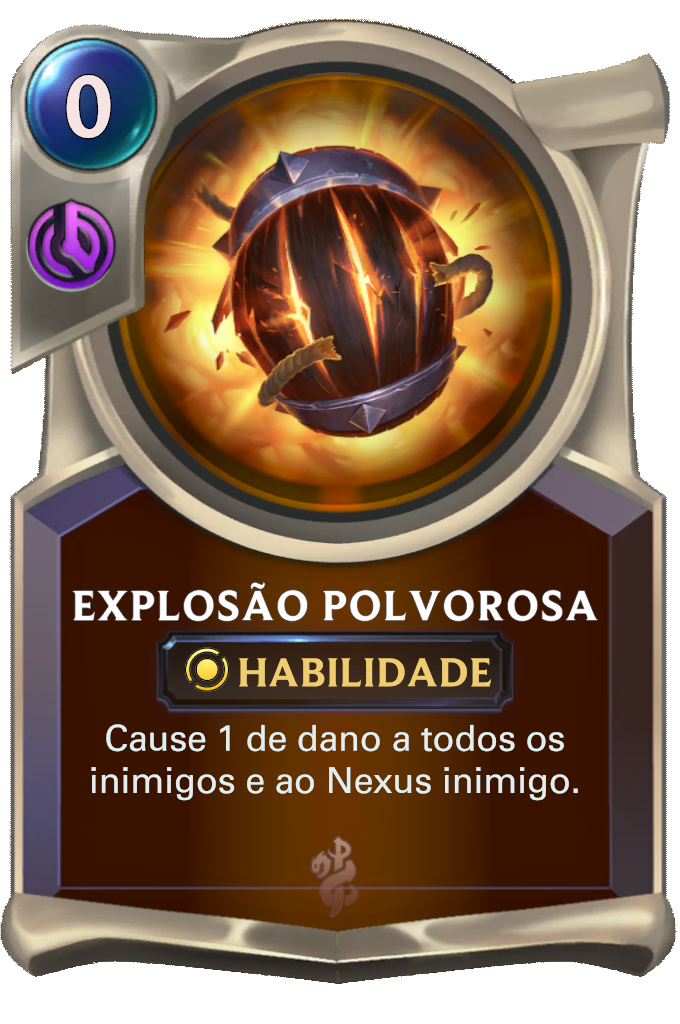 0
EXPLOSÃO POLVOROSA
HABILIDADE
Cause 1 de dano a todos os
inimigos e ao Nexus inimigo.